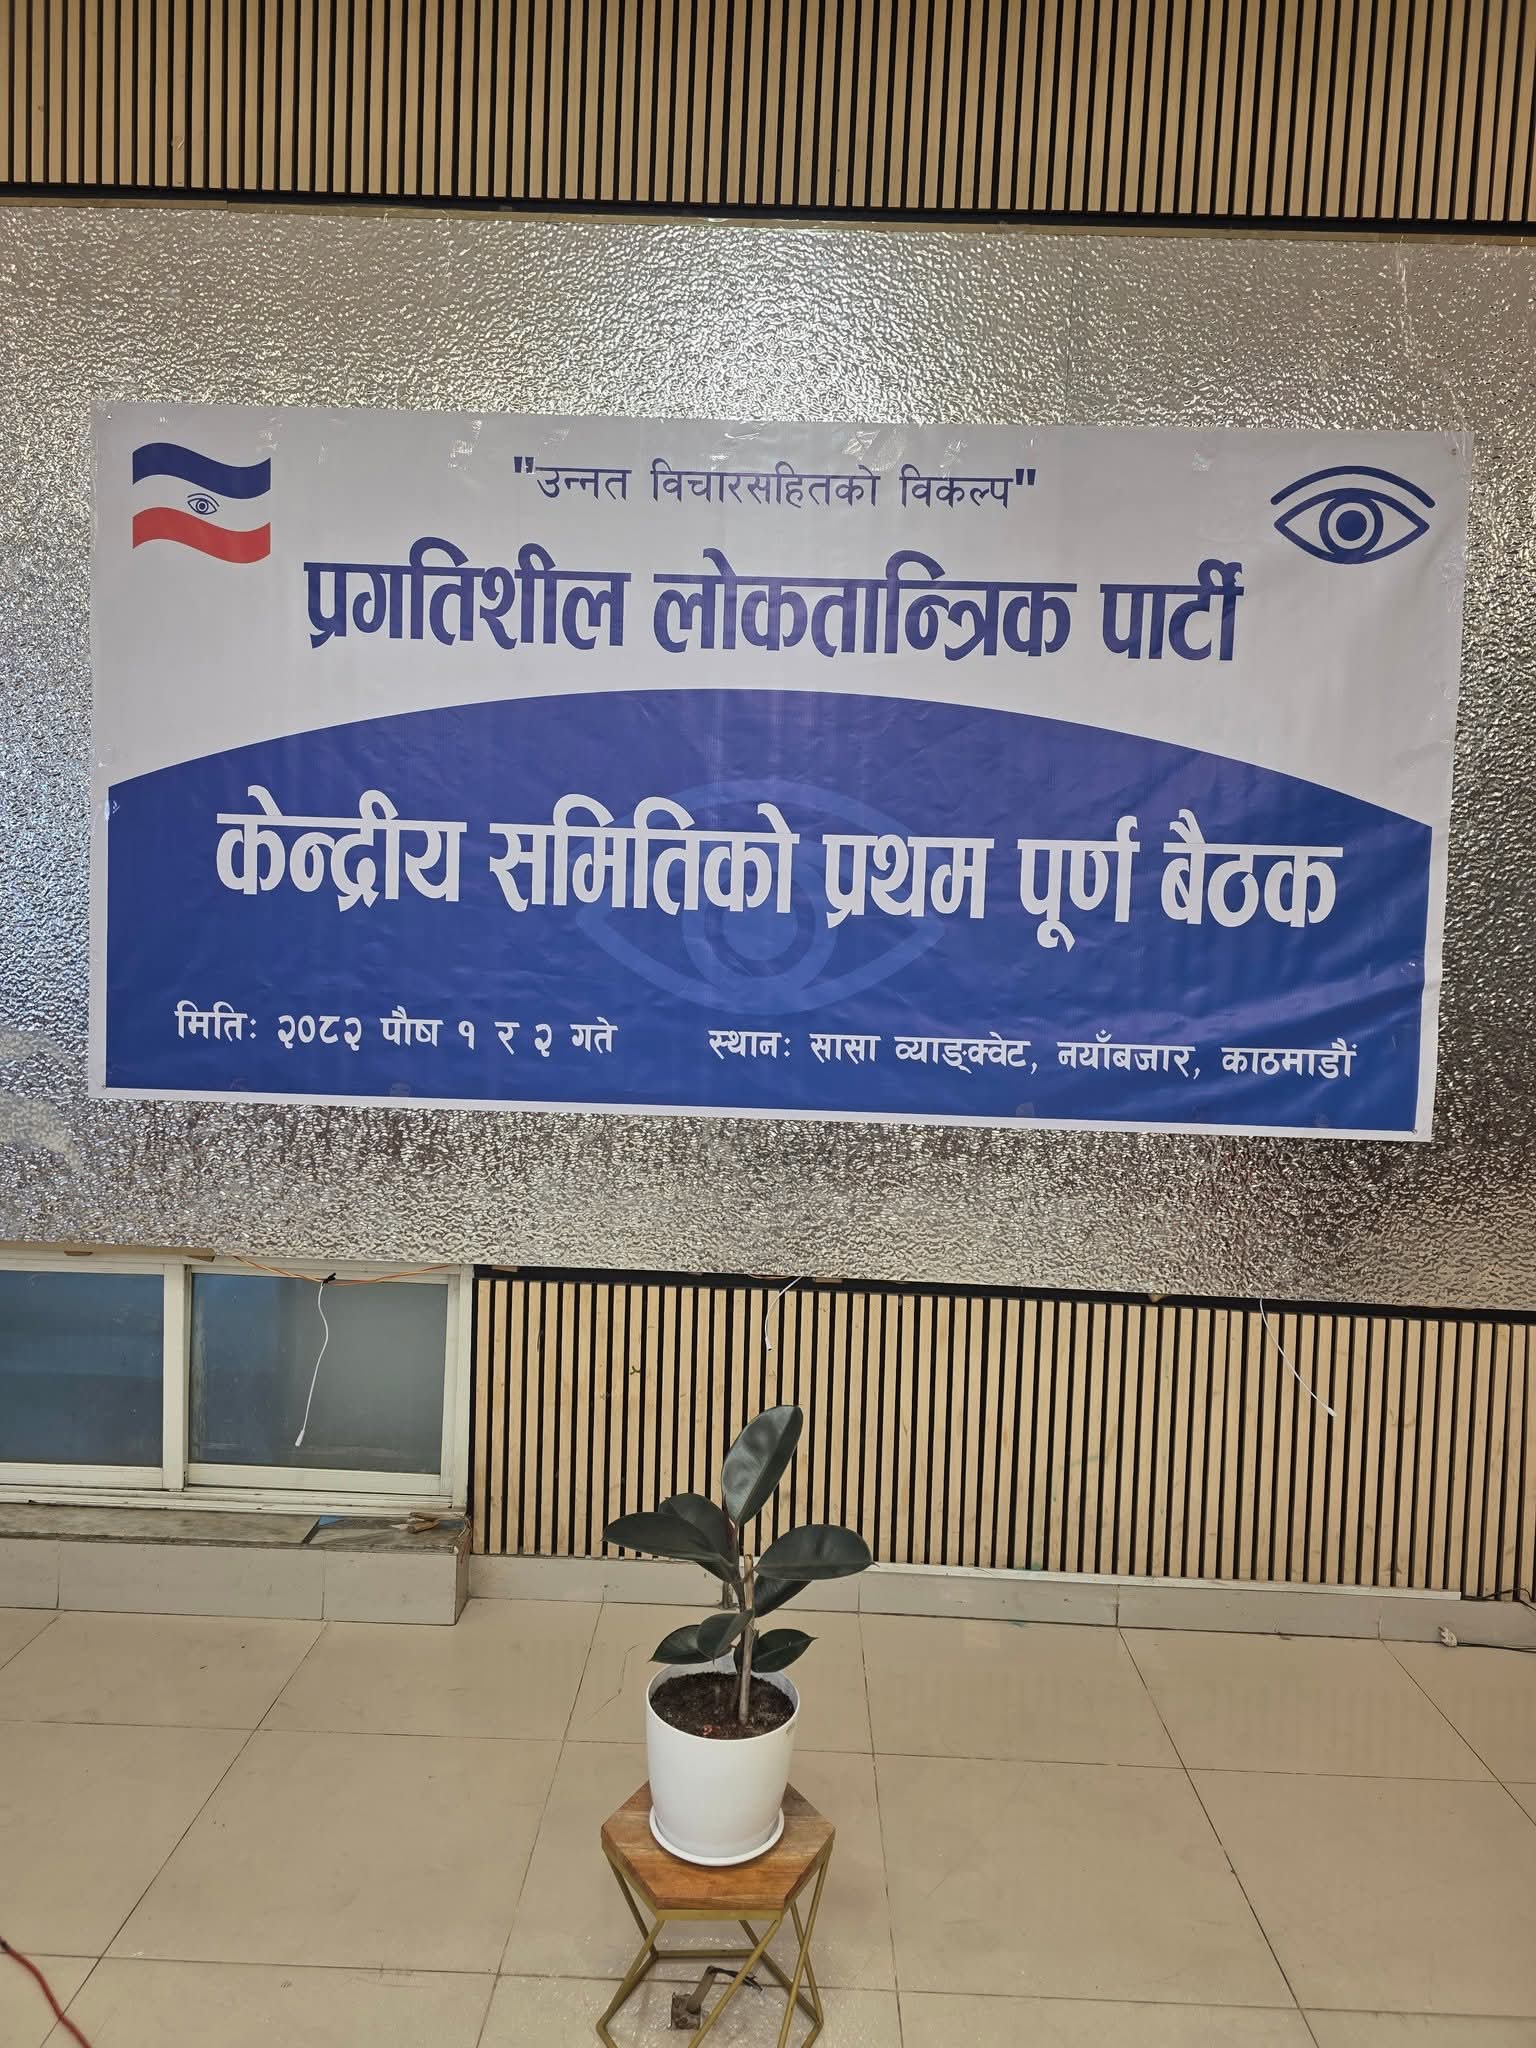 "उन्नत विचारसहितको विकल्प"
प्रगतिशील लोकतान्त्रिक पार्टी
केन्द्रीय समितिको प्रथम पूर्ण बैठक
मितिः २०८२ पौष १ र २ गते
स्थानः सासा व्याङ्क्वेट, नयाँबजार, काठमाडौं